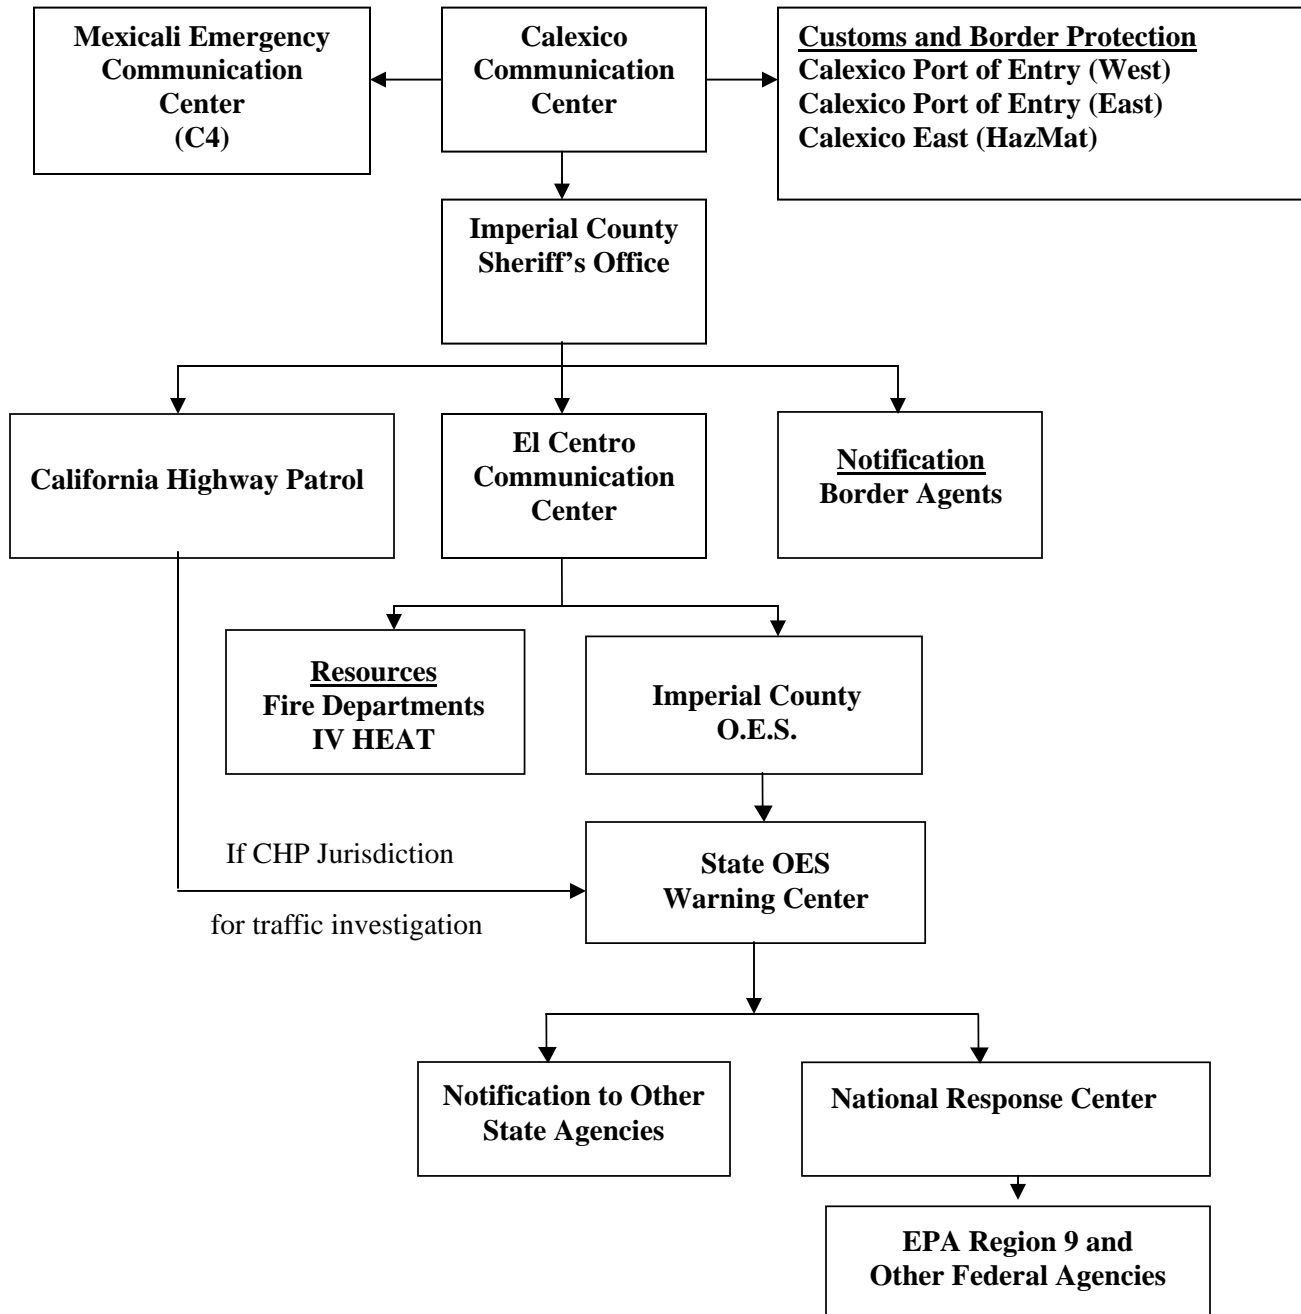 Mexicali Emergency
Communication
Center
(C4)
Calexico
Communication
Center
Customs and Border Protection
Calexico Port of Entry (West)
Calexico Port of Entry (East)
Calexico East (HazMat)
Imperial County
Sheriff’s Office
California Highway Patrol
El Centro
Communication
Center
Notification
Border Agents
Resources
Fire Departments
IV HEAT
Imperial County
O.E.S.
If CHP Jurisdiction
for traffic investigation
State OES
Warning Center
Notification to Other
State Agencies
National Response Center
EPA Region 9 and
Other Federal Agencies